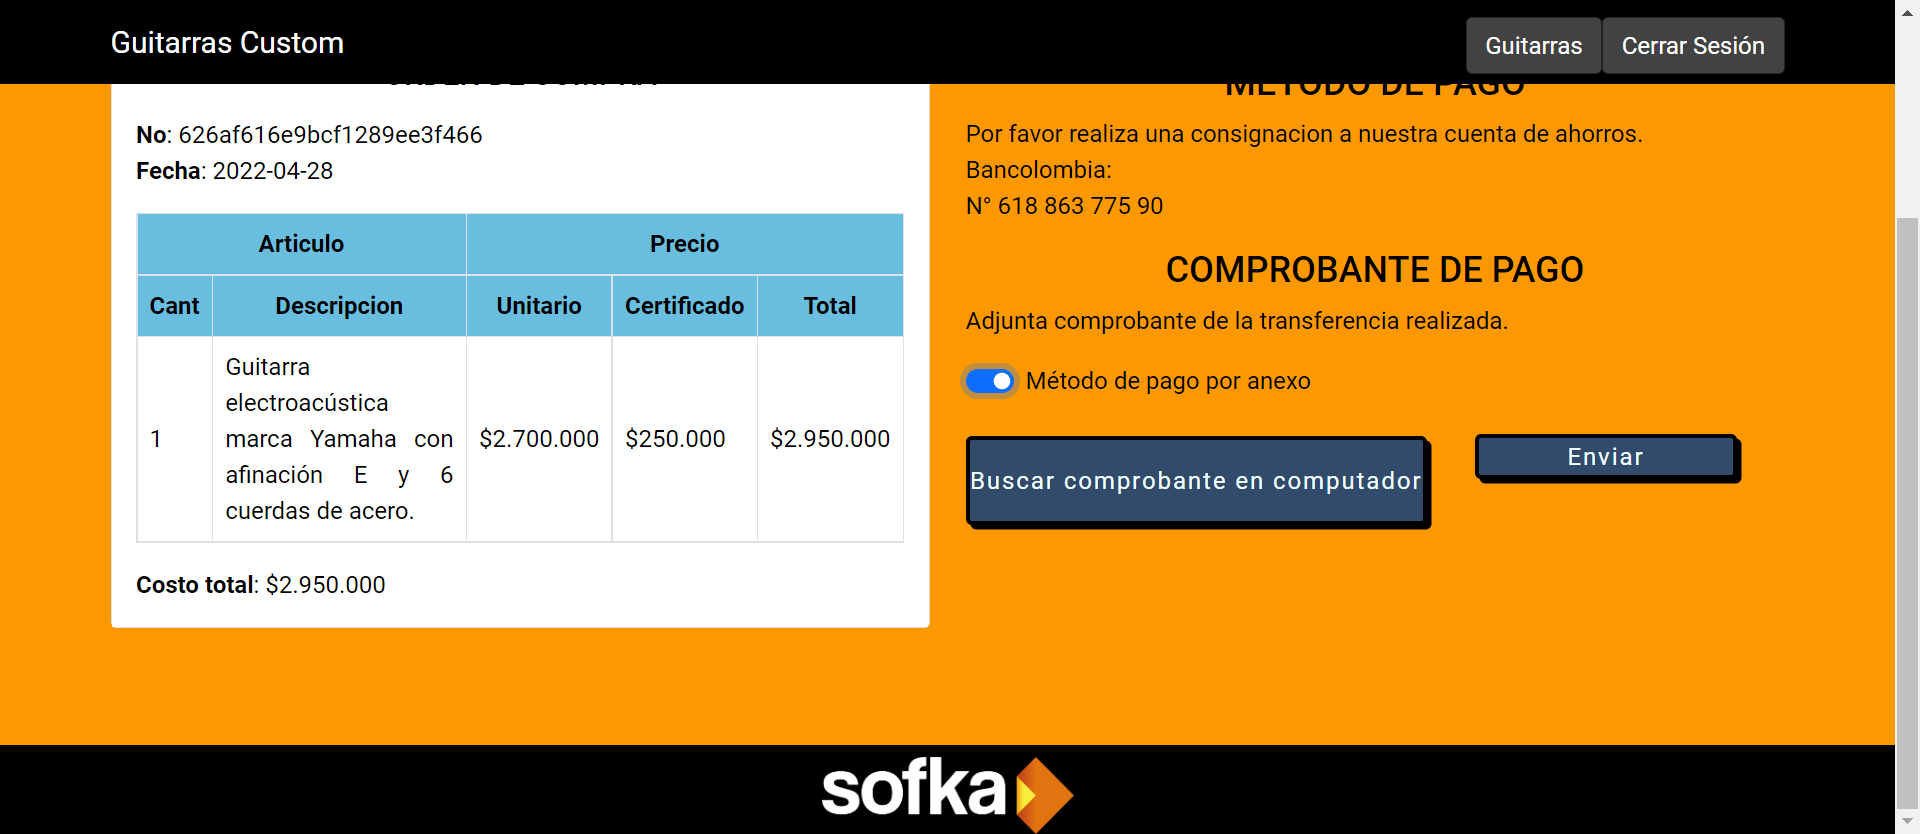 Guitarras Custom
Guitarras
Cerrar Sesión
No: 626af616e9bcf1289ee3f466
Fecha: 2022-04-28
Articulo
Precio
Cant
Descripcion
Unitario
Certificado
Total
1
Guitarra
electroacústica
marca Yamaha con
afinación E y 6
cuerdas de acero.
$2.700.000
$250.000
$2.950.000
Costo total: $2.950.000
METODO DE PAGO
Por favor realiza una consignacion a nuestra cuenta de ahorros.
Bancolombia:
N° 618 863 775 90
COMPROBANTE DE PAGO
Adjunta comprobante de la transferencia realizada.
Método de pago por anexo
Buscar comprobante en computador
Enviar
sofka